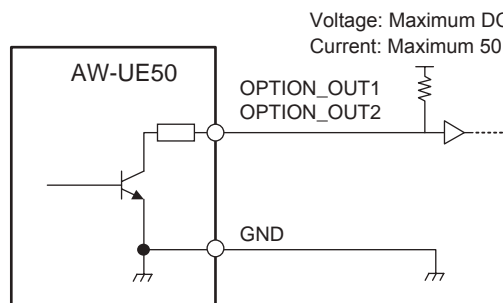 Voltage: Maximum DC
Current: Maximum 50
AW-UE50
OPTION_OUT1
OPTION_OUT2
GND